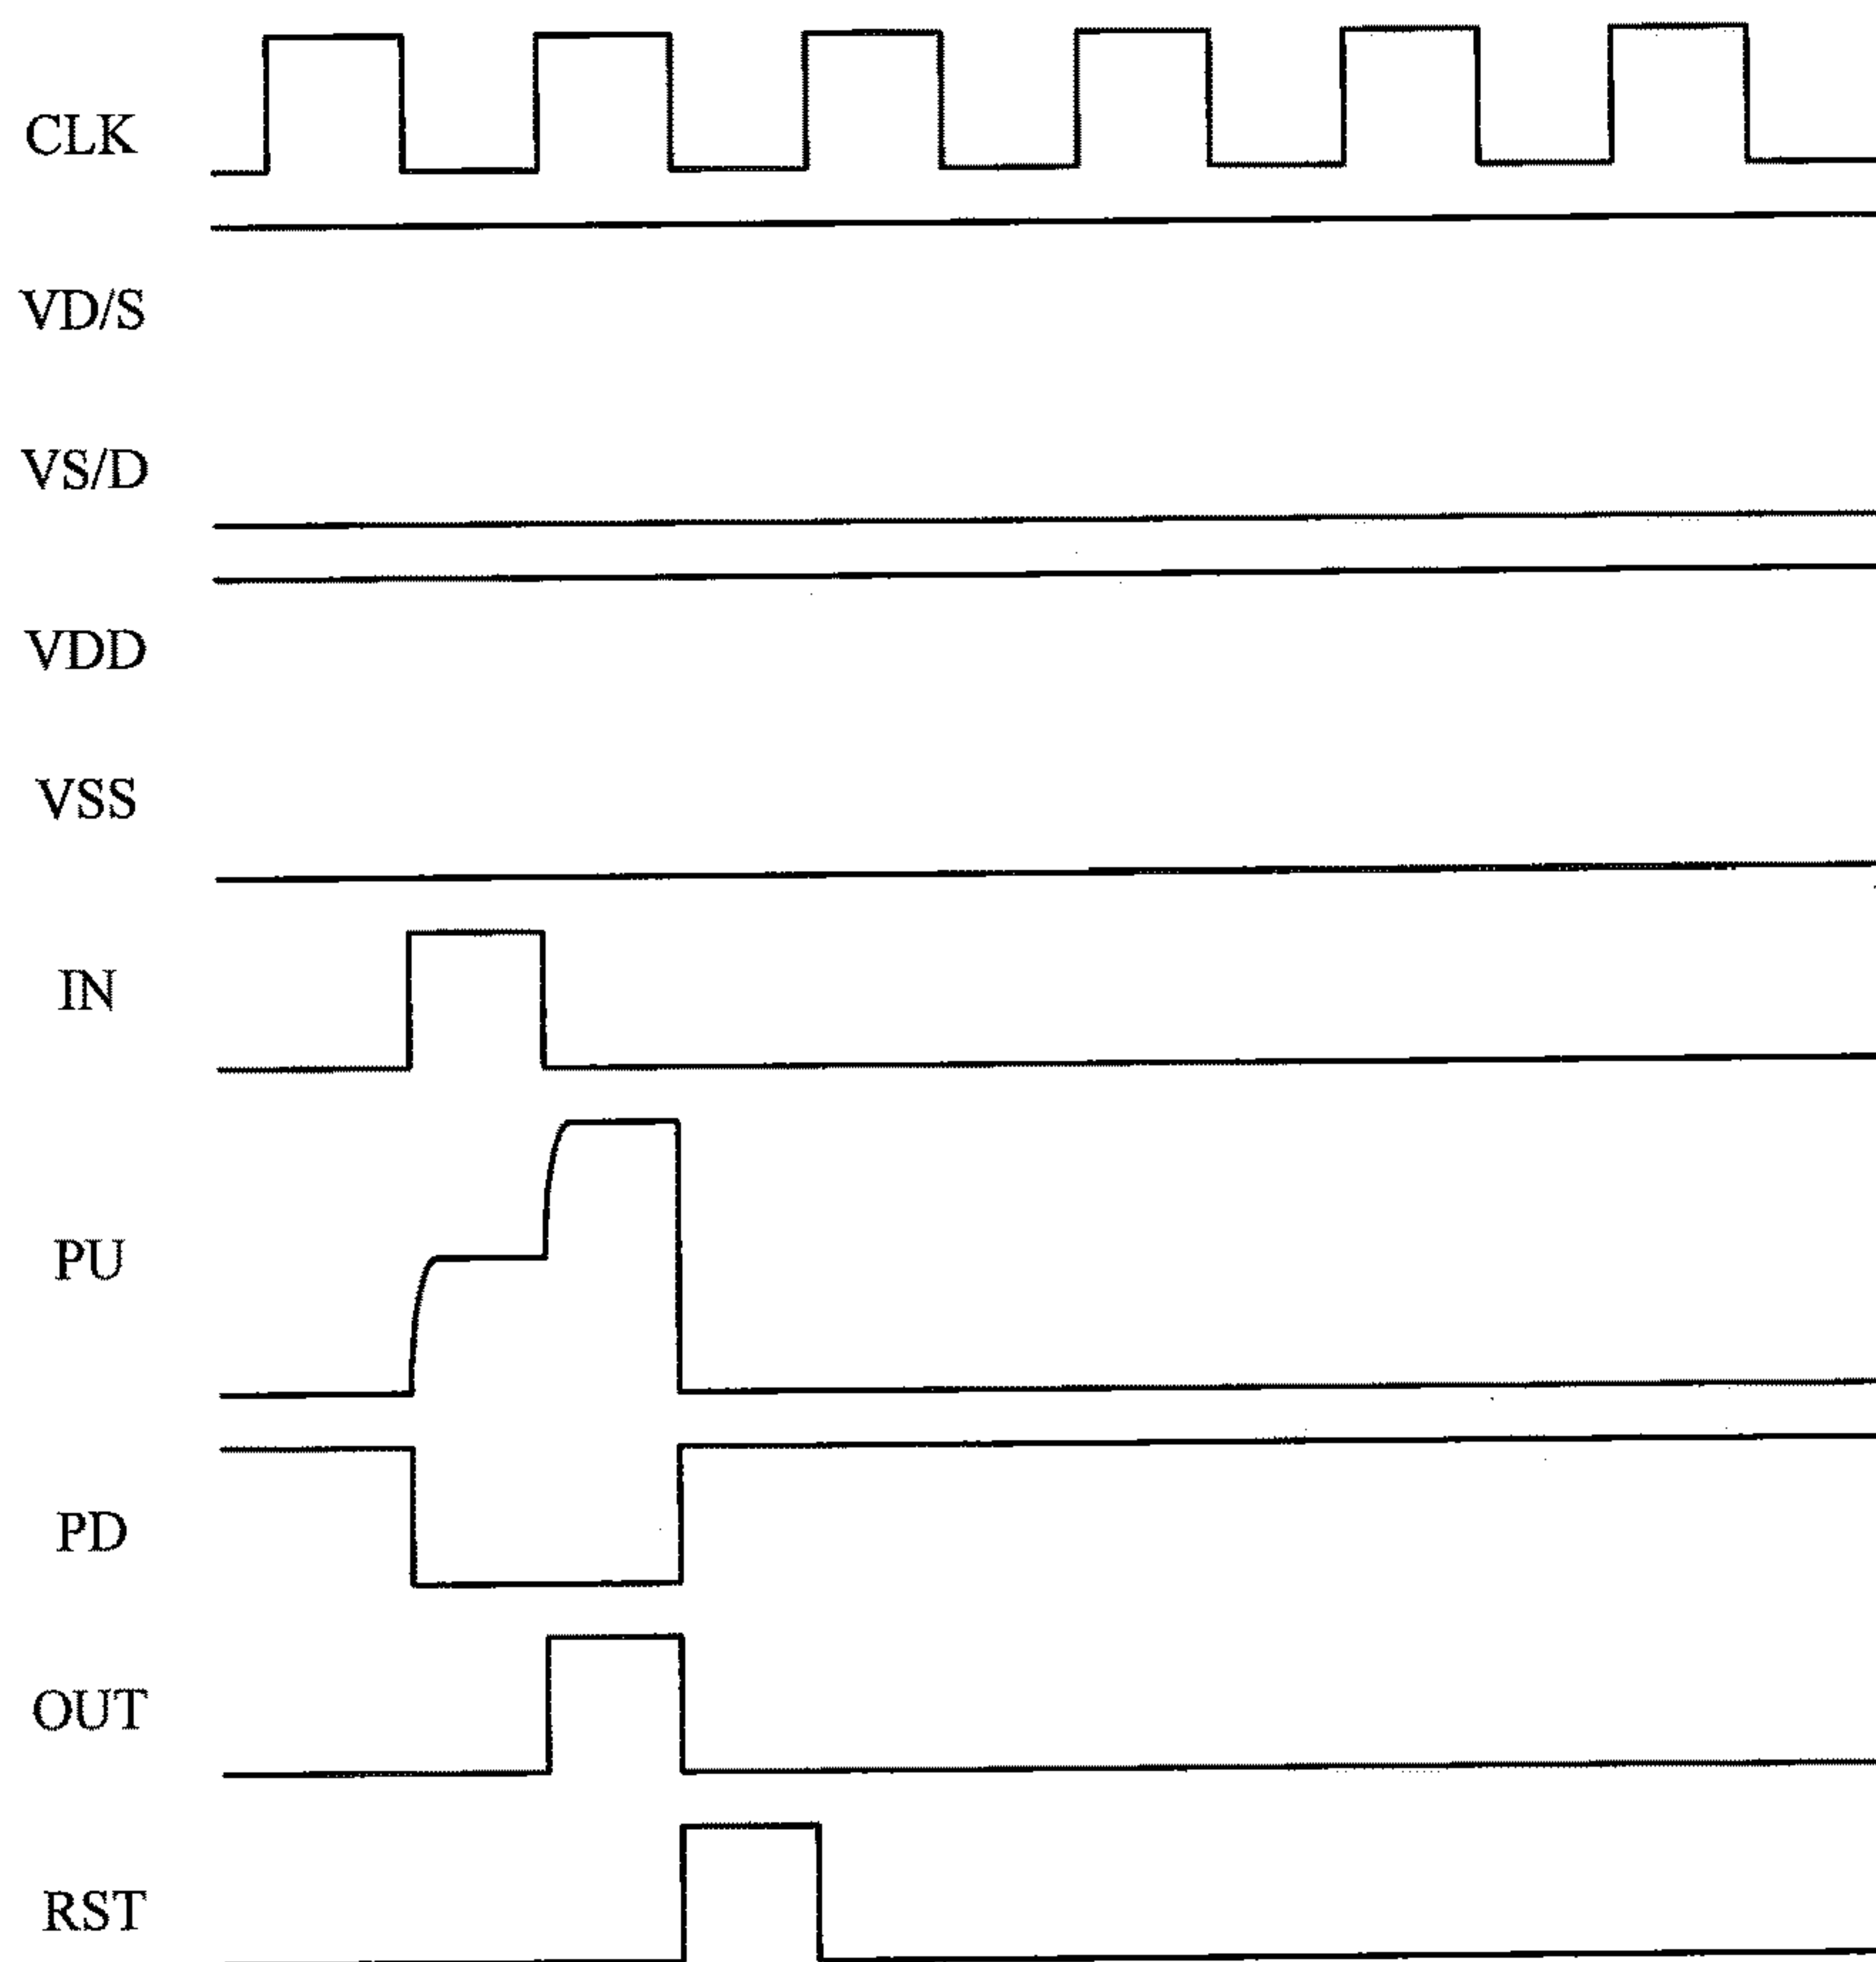 CLK
VD/S
VS/D
VDD
VSS
IN
PU
PD
OUT
RST